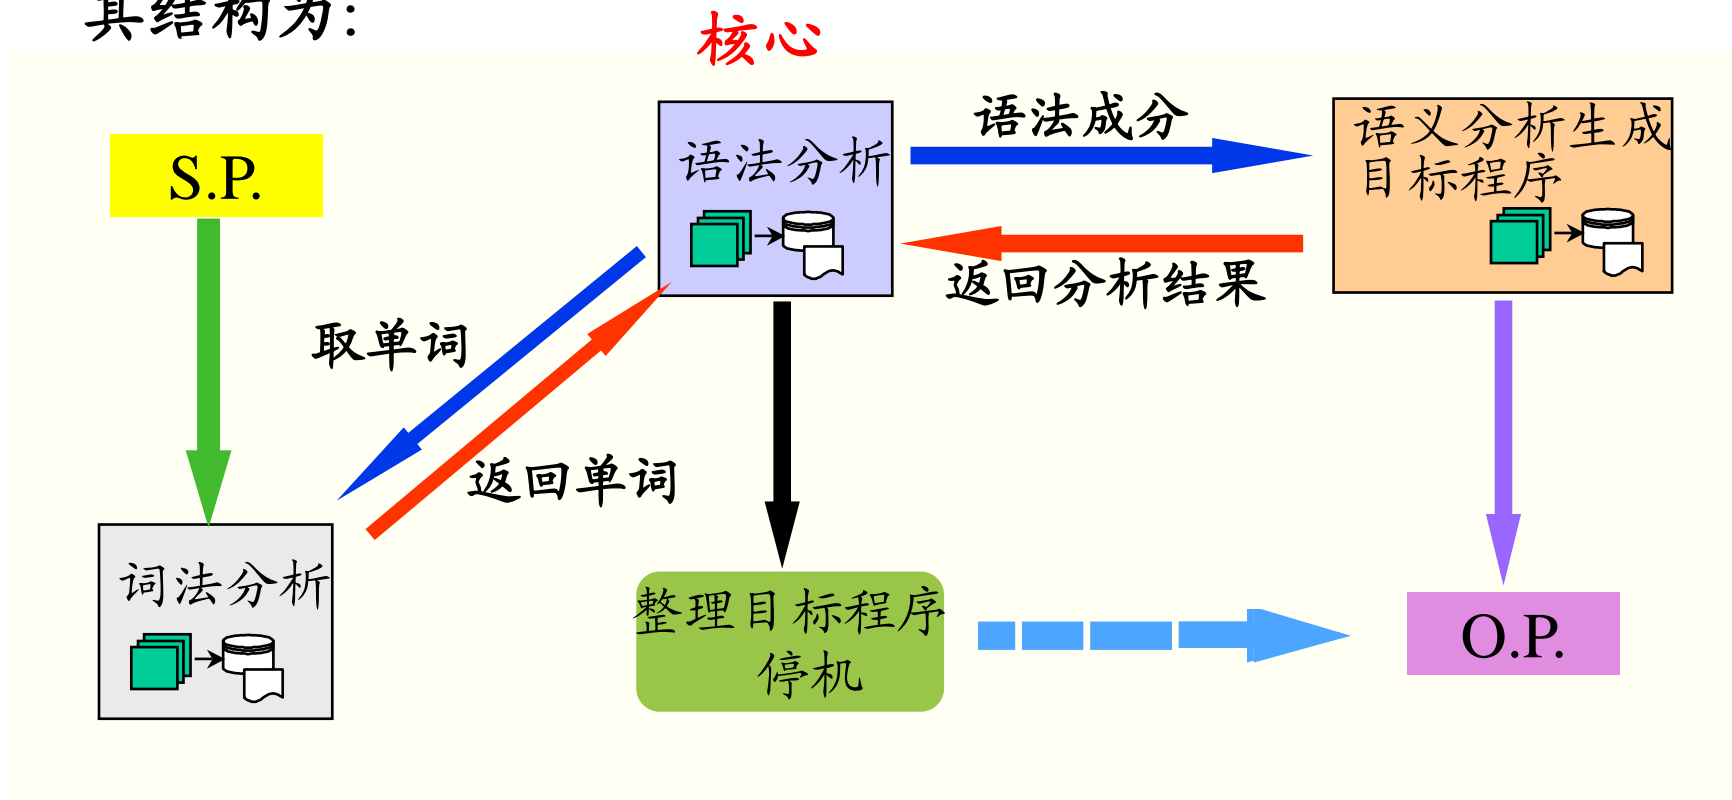 其结构为:
核心
S.P.
语法分析
语法成分
语义分析生成
目标程序
返回分析结果
取单词
返回单词
词法分析
整理目标程序
停机
O.P.